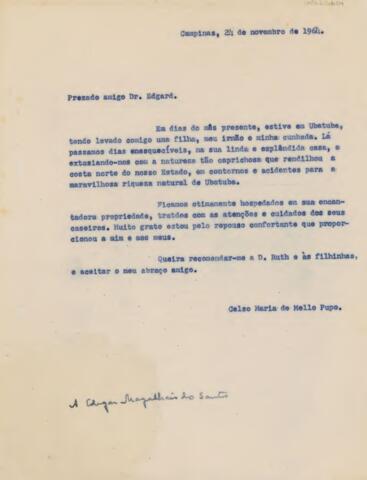 Campinas, 24 de novembro de 1964.
Prezado amigo Dr. Edgard.
Em dias do mês presente, estive em Ubatuba,
tendo levado comigo uma filha, meu irmão e minha cunhada. Lá
passamos dias enesquecíveis, na sua linda e esplêndida casa, e
extasiando-nos com a natureza tão caprichosa que rendilhou a
costa norte do nosso Estado, em contornos e acidentes para a
maravilhosa riqueza natural de Ubatuba.
Ficamos otimamente hospedados en sua encan-
tadora propriedade, tratdos com as atenções e cuidados dos seus
caseiros. Muito grato estou pelo repouso confortante que propor-
cionou a mim e aos meus.
Queira recomendar-me a D. Ruth e às filhinhas,
e aceitar o meu abraço amigo.
Celso Maria de Mello Pupo.
A Edgar Magalhães do Santo